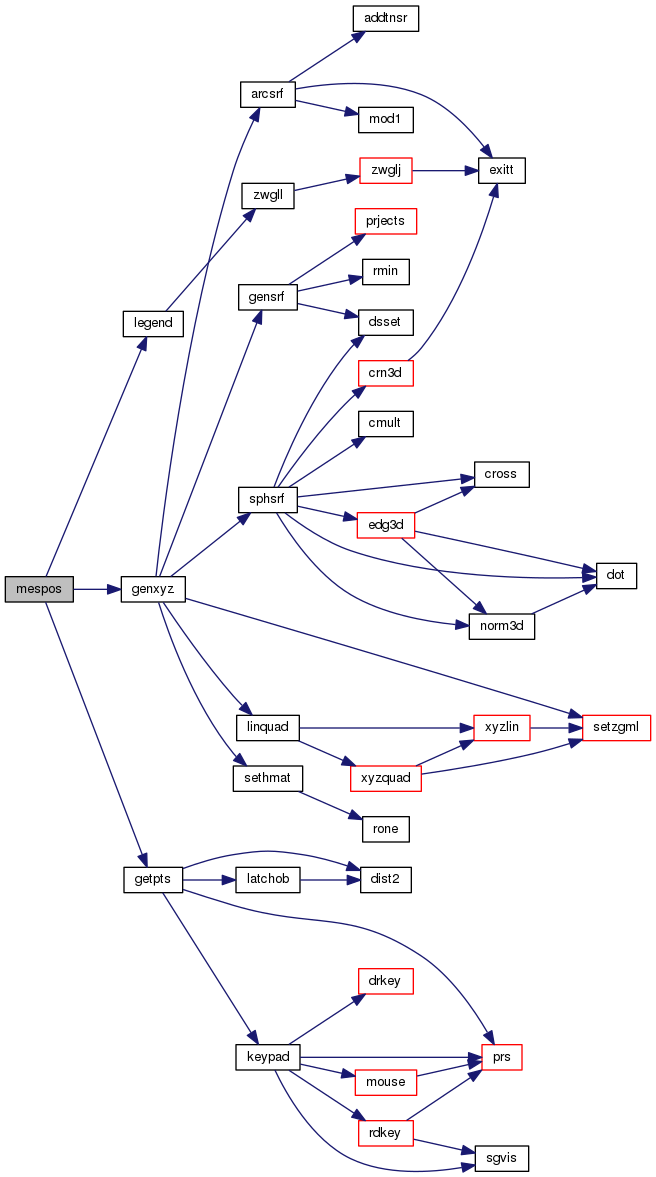 addtnsr
arcsrf
mod1
exitt
zwglj
zwgll
prjects
rmin
gensrf
legend
dsset
crn3d
cmult
cross
sphsrf
edg3d
dot
mespos
genxyz
norm3d
linquad
xyzlin
setzgml
sethmat
xyzquad
rone
getpts
latchob
dist2
drkey
keypad
prs
mouse
rdkey
sgvis